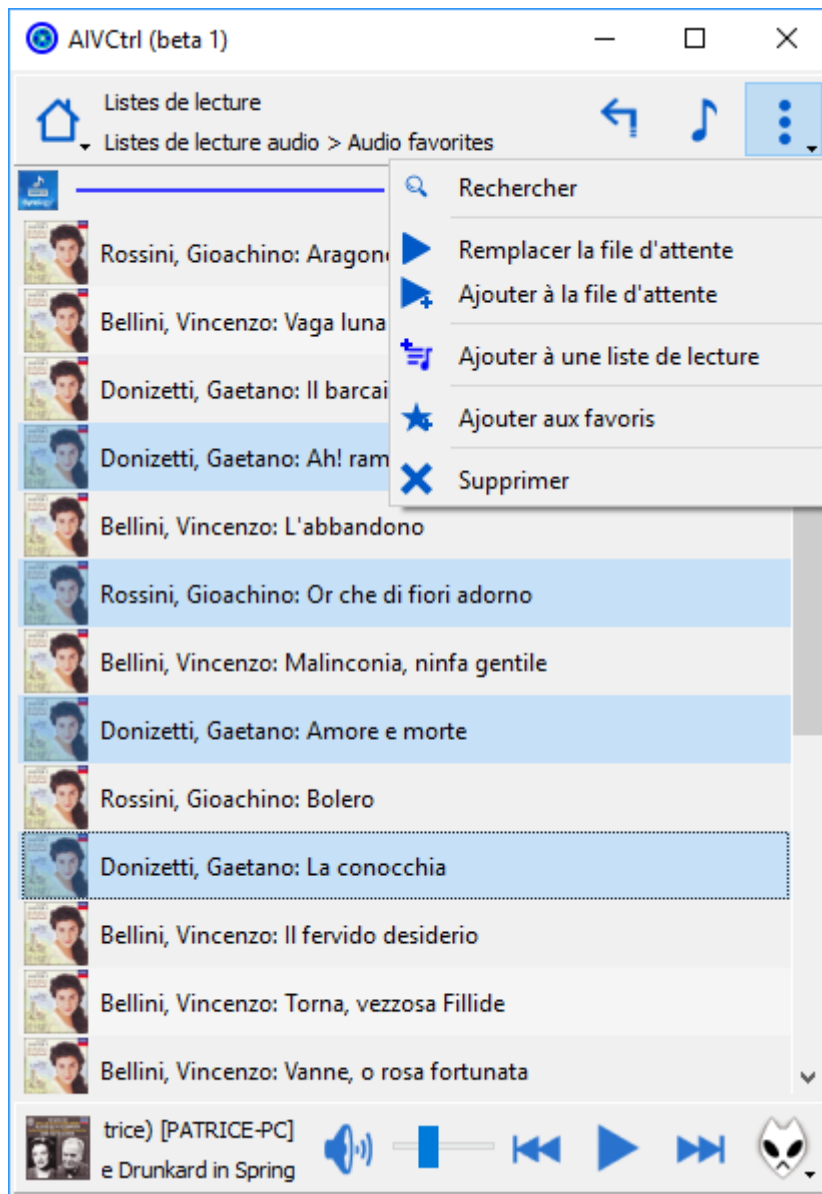 AIVCtrl (beta 1)
Listes de lecture
Listes de lecture audio > Audio favorites
Rechercher
Remplacer la file d'attente
Ajouter à la file d'attente
Ajouter à une liste de lecture
Ajouter aux favoris
Supprimer
Rossini, Gioachino: Aragon
Bellini, Vincenzo: Vaga luna
Donizetti, Gaetano: Il barcai
Donizetti, Gaetano: Ah! ram
Bellini, Vincenzo: L'abbandono
Rossini, Gioachino: Or che di fiori adorno
Bellini, Vincenzo: Malinconia, ninfa gentile
Donizetti, Gaetano: Amore e morte
Rossini, Gioachino: Bolero
Donizetti, Gaetano: La conocchia
Bellini, Vincenzo: Il fervido desiderio
Bellini, Vincenzo: Torna, vezzosa Fillide
Bellini, Vincenzo: Vanne, o rosa fortunata
trice) [PATRICE-PC]
e Drunkard in Spring